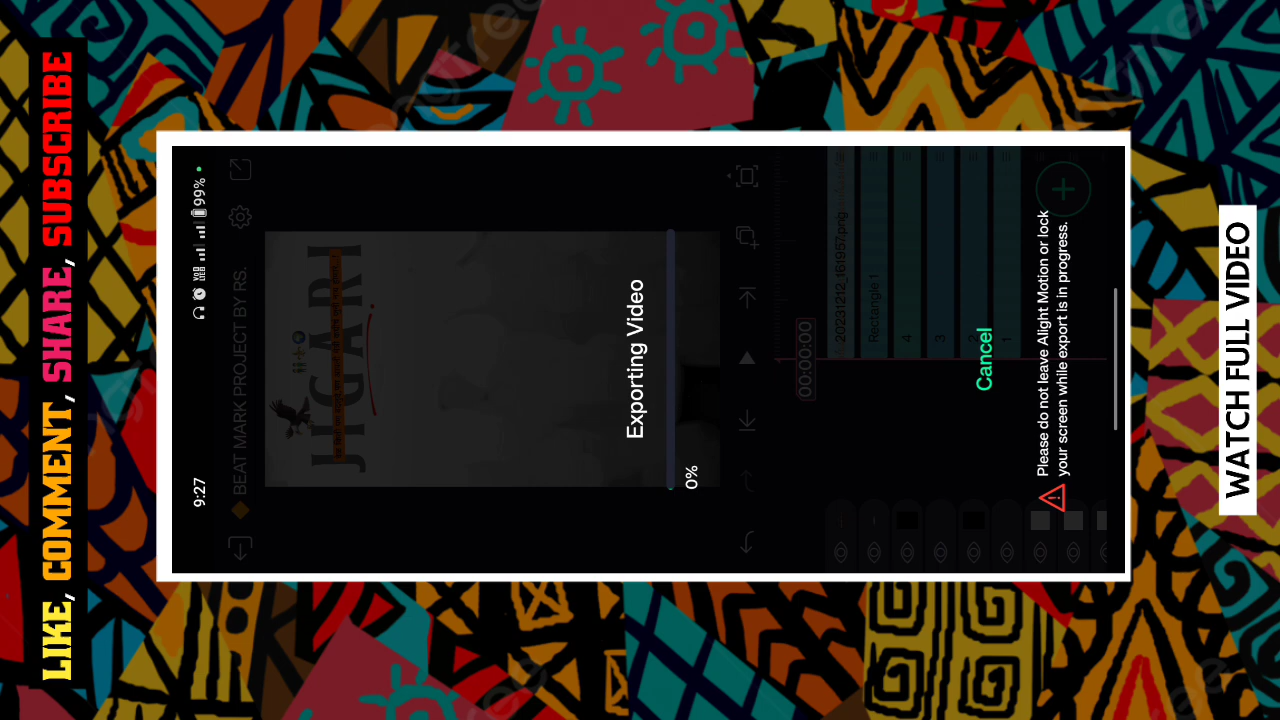 LIKE, COMMENT, SHARE, SUBSCRIBE
9:27
99%
BEAT MARK PROJECT BY RS.
JIGARI
Exporting Video
0%
00:00:00
20231212_161957.png
Rectangle 1
4
3
2
1
Cancel
Please do not leave Alight Motion or lock
your screen while export is in progress.
WATCH FULL VIDEO